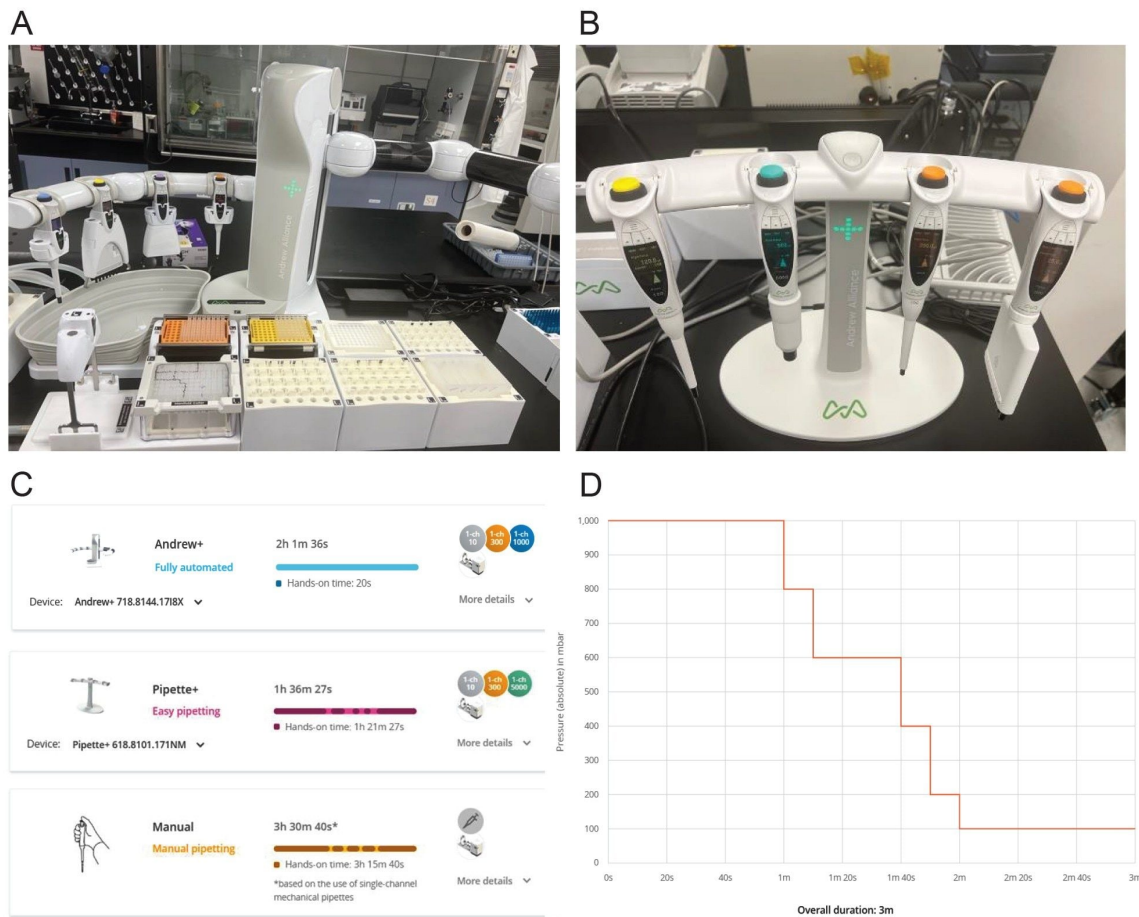 A
B
Andrew Alliance
Andrew Alliance
C
Andrew+
Fully automated
2h 1m 36s
Hands-on time: 20s
1-ch 10
1-ch 300
1-ch 1000
Device: Andrew+ 718.8144.17I8X
More details
Pipette+
Easy pipetting
1h 36m 27s
Hands-on time: 1h 21m 27s
1-ch 10
1-ch 300
1-ch 5000
Device: Pipette+ 618.8101.171NM
More details
Manual
Manual pipetting
3h 30m 40s*
Hands-on time: 3h 15m 40s
*based on the use of single-channel
mechanical pipettes
More details
D
Pressure (absolute) in mbar
1,000
900
800
700
600
500
400
300
200
100
0
0s 20s 40s 1m 1m 20s 1m 40s 2m 2m 20s 2m 40s 3m
Overall duration: 3m